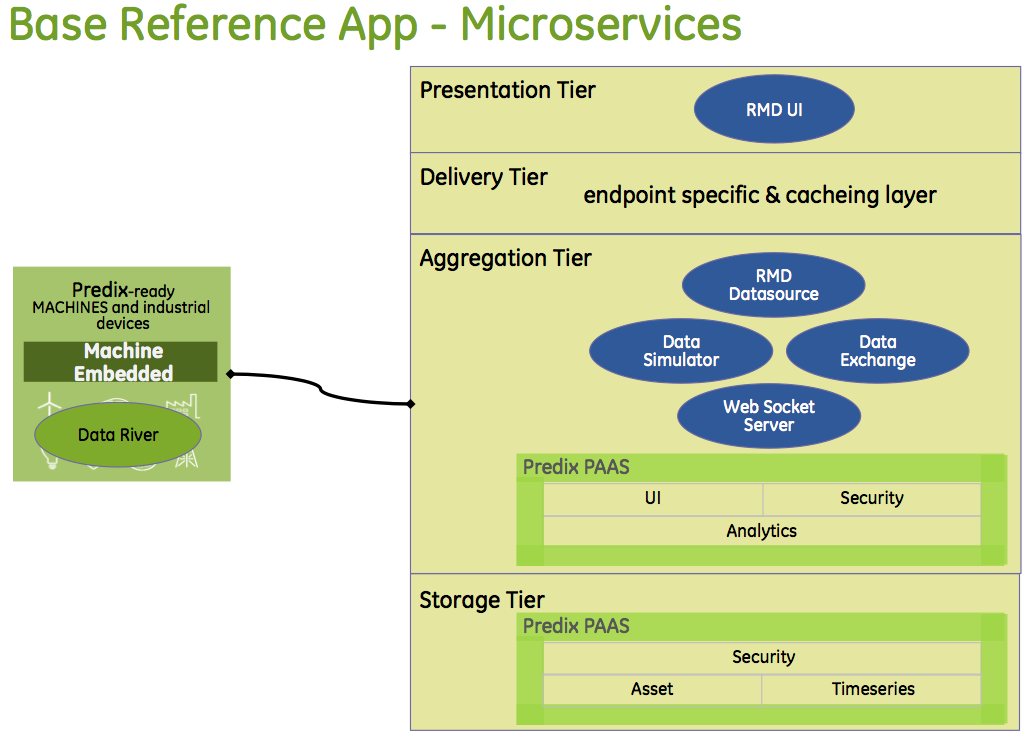 Base Reference App - Microservices
Presentation Tier
RMD UI
Delivery Tier
endpoint specific & cacheing layer
Aggregation Tier
RMD
Datasource
Data
Simulator
Data
Exchange
Web Socket
Server
Predix PAAS
UI
Security
Analytics
Storage Tier
Predix PAAS
Security
Asset
Timeseries
Predix-ready
MACHINES and industrial
devices
Machine
Embedded
Data River